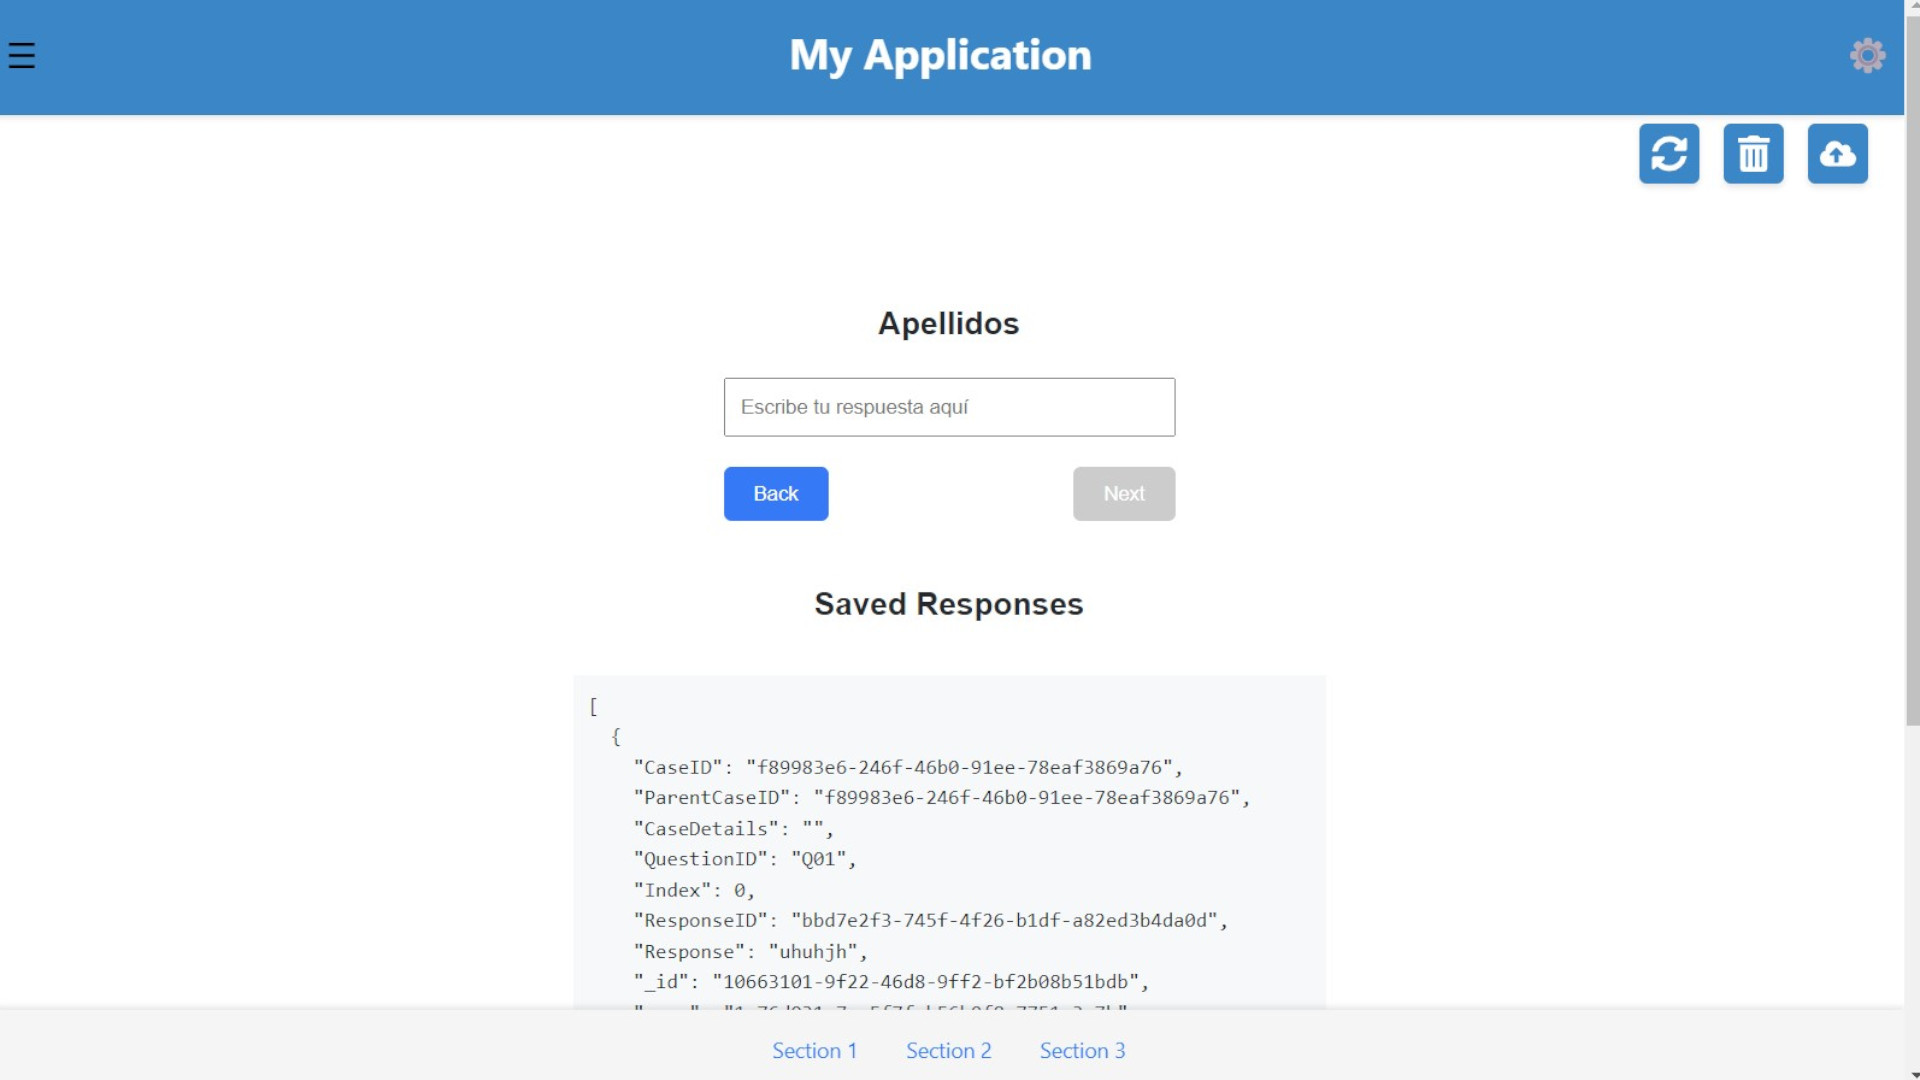 My Application
Apellidos
Escribe tu respuesta aquí
Back Next
Saved Responses
[
{
"CaseID": "f89983e6-246f-46b0-91ee-78eaf3869a76",
"ParentCaseID": "f89983e6-246f-46b0-91ee-78eaf3869a76",
"CaseDetails": "",
"QuestionID": "Q01",
"Index": 0,
"ResponseID": "bbd7e2f3-745f-4f26-b1df-a82ed3b4da0d",
"Response": "uhuhjh",
"_id": "10663101-9f22-46d8-9ff2-bf2b08b51bdb",
Section 1 Section 2 Section 3